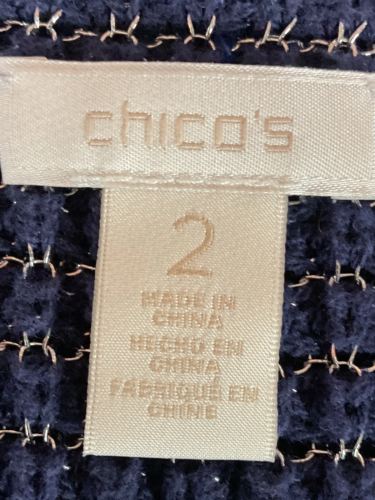 chico's
2
MADE IN
CHINA
HECHO EN
CHINA
FABRIQUÉ EN
CHINE